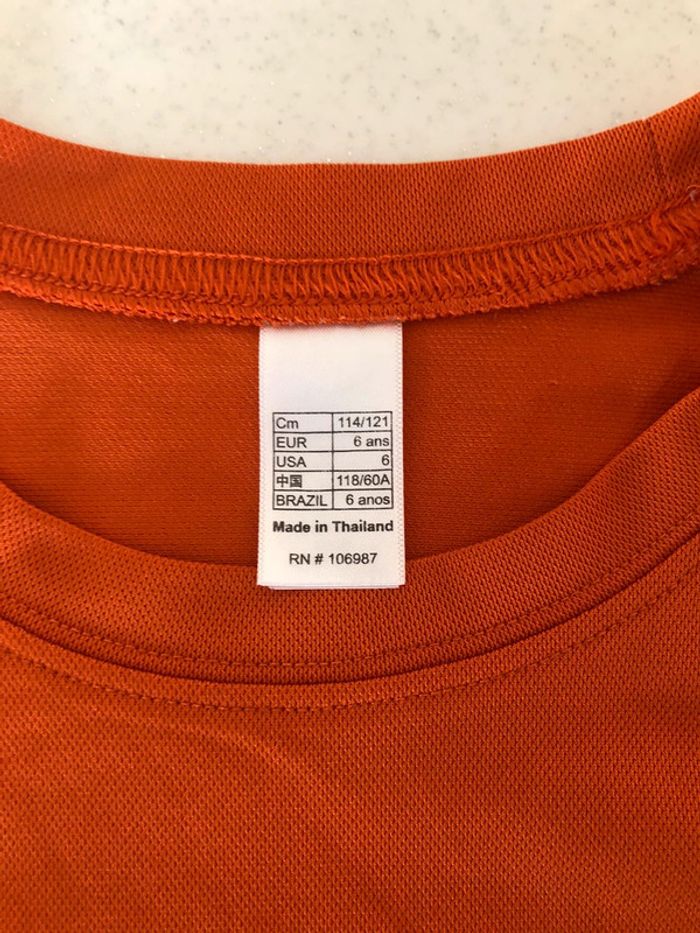 Cm 114/121
EUR 6 ans
USA 6
中国 118/60A
BRAZIL 6 anos
Made in Thailand
RN # 106987